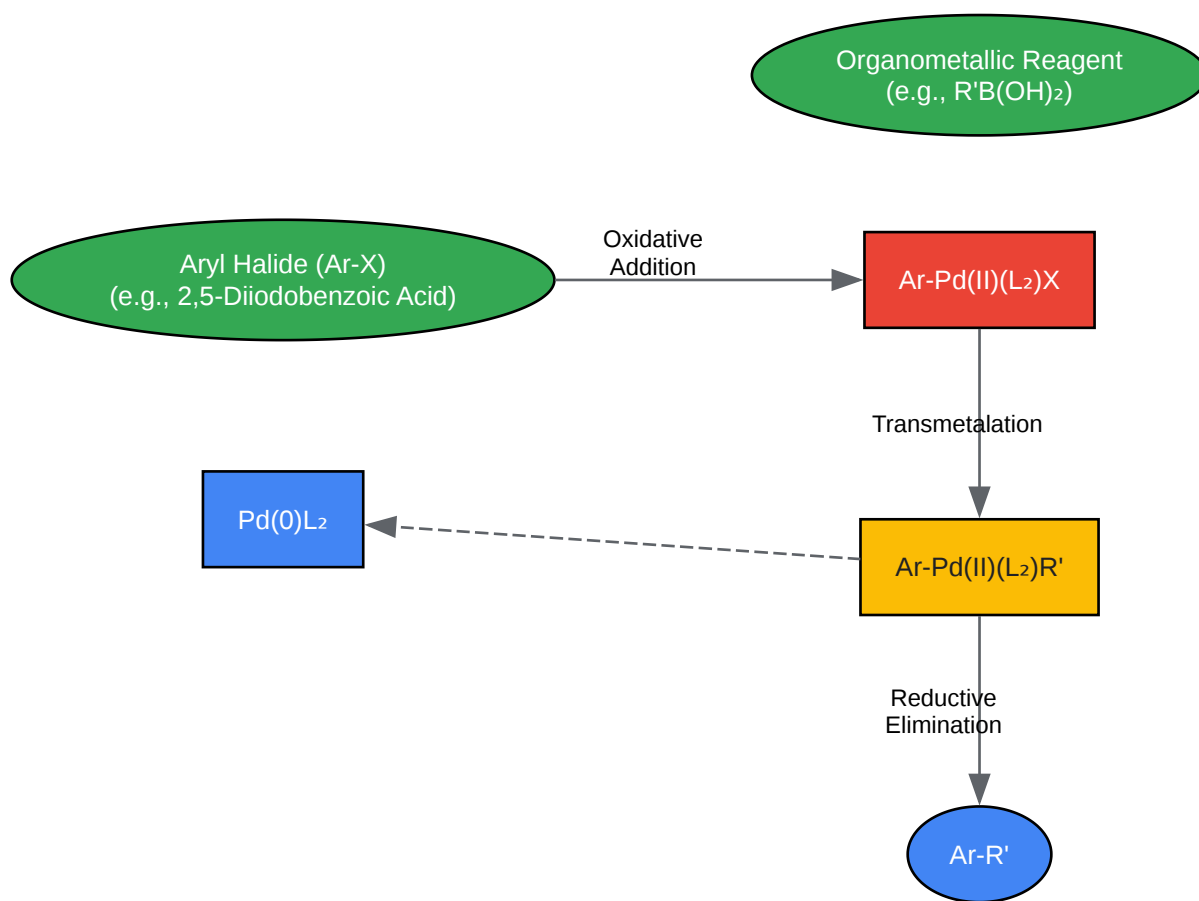 Organometallic Reagent
(e.g., R'B(OH)₂)
Aryl Halide (Ar-X)
(e.g., 2,5-Diiodobenzoic Acid)
Oxidative
Addition
Ar-Pd(II)(L₂)X
Transmetalation
Pd(0)L₂
Ar-Pd(II)(L₂)R'
Reductive
Elimination
Ar-R'